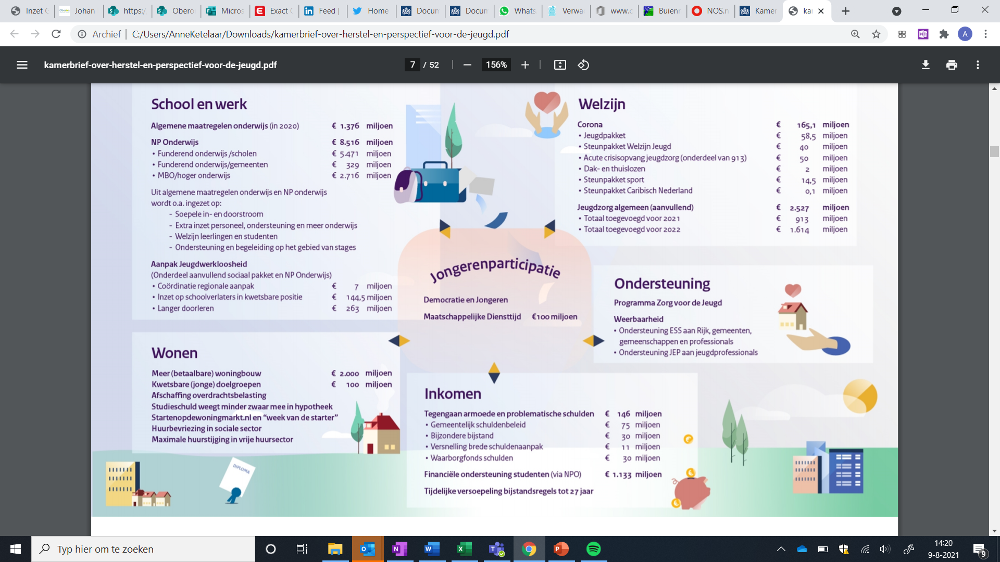 Inzet G
Johan
https:/
Obero
Micros
Exact
Feed |
Home
Docum
Docum
Whats
Verwa
www.o
Buienr
NOS.n
Kamer
ka
Archief | C:/Users/AnneKetelaar/Downloads/kamerbrief-over-herstel-en-perspectief-voor-de-jeugd.pdf
A
kamerbrief-over-herstel-en-perspectief-voor-de-jeugd.pdf
7 / 52
156%
School en werk
Algemene maatregelen onderwijs (in 2020) € 1.376 miljoen
NP Onderwijs € 8.516 miljoen
• Funderend onderwijs /scholen € 5.471 miljoen
• Funderend onderwijs/gemeenten € 329 miljoen
• MBO/hoger onderwijs € 2.716 miljoen
Uit algemene maatregelen onderwijs en NP onderwijs
wordt o.a. ingezet op:
- Soepele in- en doorstroom
- Extra inzet personeel, ondersteuning en meer onderwijs
- Welzijn leerlingen en studenten
- Ondersteuning en begeleiding op het gebied van stages
Aanpak Jeugdwerkloosheid
(Onderdeel aanvullend sociaal pakket en NP Onderwijs)
• Coördinatie regionale aanpak € 7 miljoen
• Inzet op schoolverlaters in kwetsbare positie € 144,5 miljoen
• Langer doorleren € 263 miljoen
Welzijn
Corona € 165,1 miljoen
• Jeugdpakket € 58,5 miljoen
• Steunpakket Welzijn Jeugd € 40 miljoen
• Acute crisisopvang jeugdzorg (onderdeel van 913) € 50 miljoen
• Dak- en thuislozen € 2 miljoen
• Steunpakket sport € 14,5 miljoen
• Steunpakket Caribisch Nederland € 0,1 miljoen
Jeugdzorg algemeen (aanvullend) € 2.527 miljoen
• Totaal toegevoegd voor 2021 € 913 miljoen
• Totaal toegevoegd voor 2022 € 1.614 miljoen
Jongerenparticipatie
Democratie en Jongeren
Maatschappelijke Diensttijd €100 miljoen
Ondersteuning
Programma Zorg voor de Jeugd
Weerbaarheid
• Ondersteuning ESS aan Rijk, gemeenten,
gemeenschappen en professionals
• Ondersteuning JEP aan jeugdprofessionals
Wonen
Meer (betaalbare) woningbouw € 2.000 miljoen
Kwetsbare (jonge) doelgroepen € 100 miljoen
Afschaffing overdrachtsbelasting
Studieschuld weegt minder zwaar mee in hypotheek
Startenopdewoningmarkt.nl en “week van de starter”
Huurbevriezing in sociale sector
Maximale huurstijging in vrije huursector
Inkomen
Tegengaan armoede en problematische schulden € 146 miljoen
• Gemeentelijk schuldenbeleid € 75 miljoen
• Bijzondere bijstand € 30 miljoen
• Versnelling brede schuldenaanpak € 11 miljoen
• Waarborgfonds schulden € 30 miljoen
Financiële ondersteuning studenten (via NPO) € 1.133 miljoen
Tijdelijke versoepeling bijstandsregels tot 27 jaar
DIPLOMA
Typ hier om te zoeken
14:20
9-8-2021
9